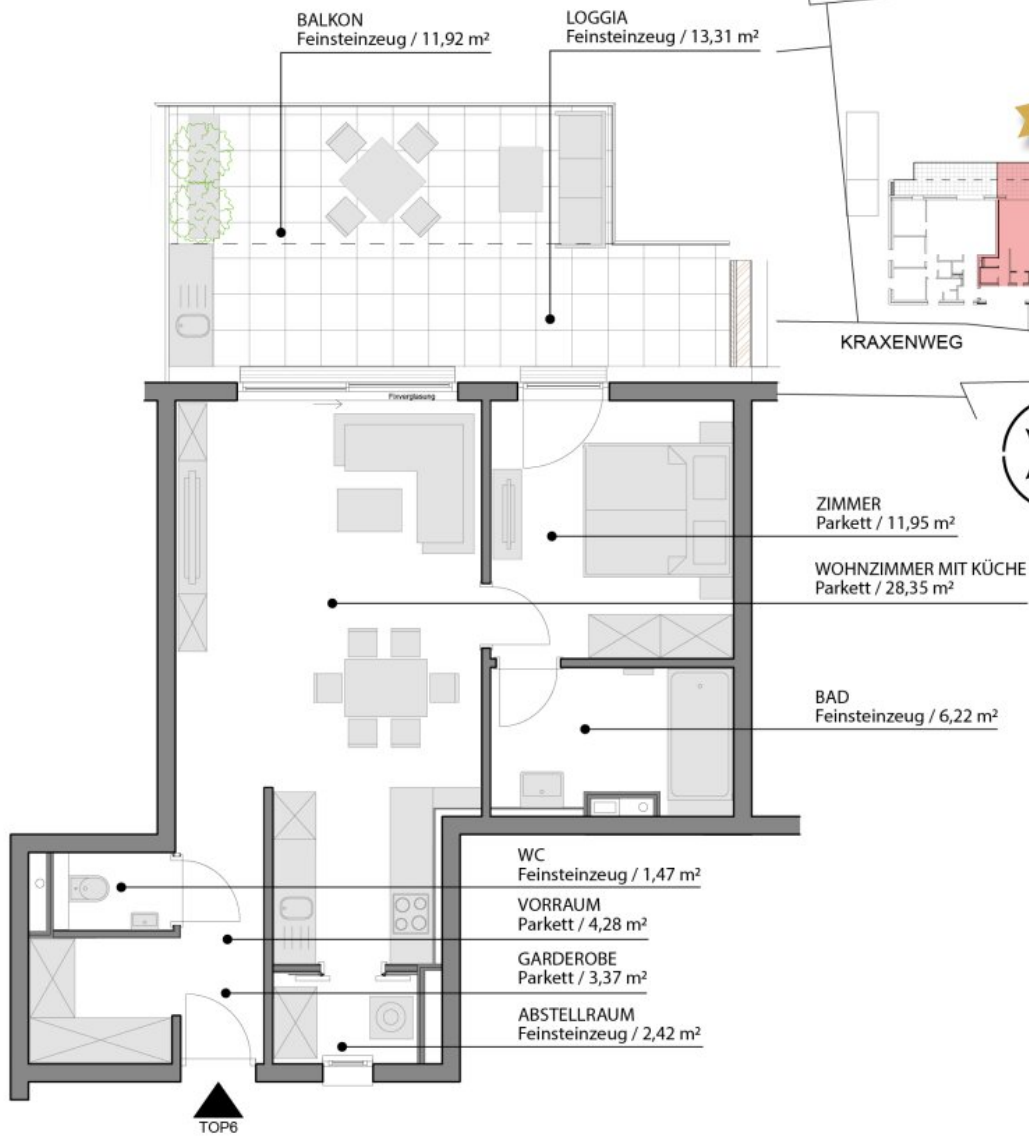 BALKON
Feinsteinzeug / 11,92 m²
LOGGIA
Feinsteinzeug / 13,31 m²
KRAXENWEG
Fixverglasung
ZIMMER
Parkett / 11,95 m²
WOHNZIMMER MIT KÜCHE
Parkett / 28,35 m²
BAD
Feinsteinzeug / 6,22 m²
WC
Feinsteinzeug / 1,47 m²
VORRAUM
Parkett / 4,28 m²
GARDEROBE
Parkett / 3,37 m²
ABSTELLRAUM
Feinsteinzeug / 2,42 m²
TOP6